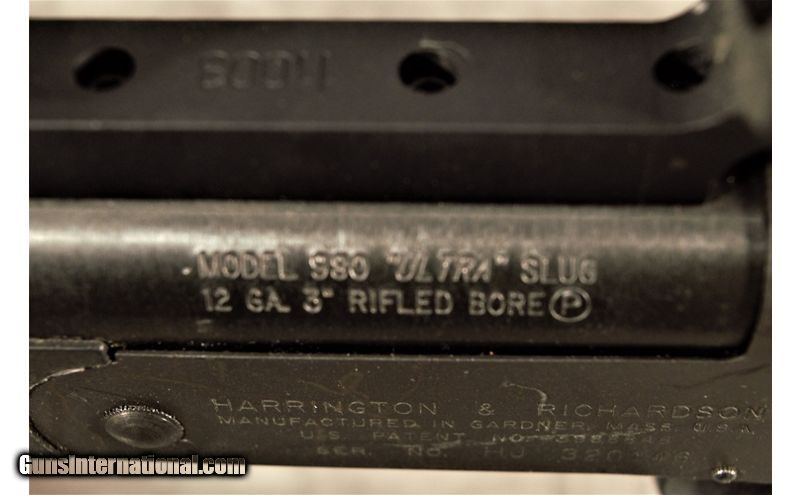 MODEL 980 "ULTRA" SLUG
12 GA. 3" RIFLED BORE P
HARRINGTON & RICHARDSON
MANUFACTURED IN GARDNER, MASS. U.S.A.
U.S. PATENT NO.
SER. NO. HJ
GunsInternational.com